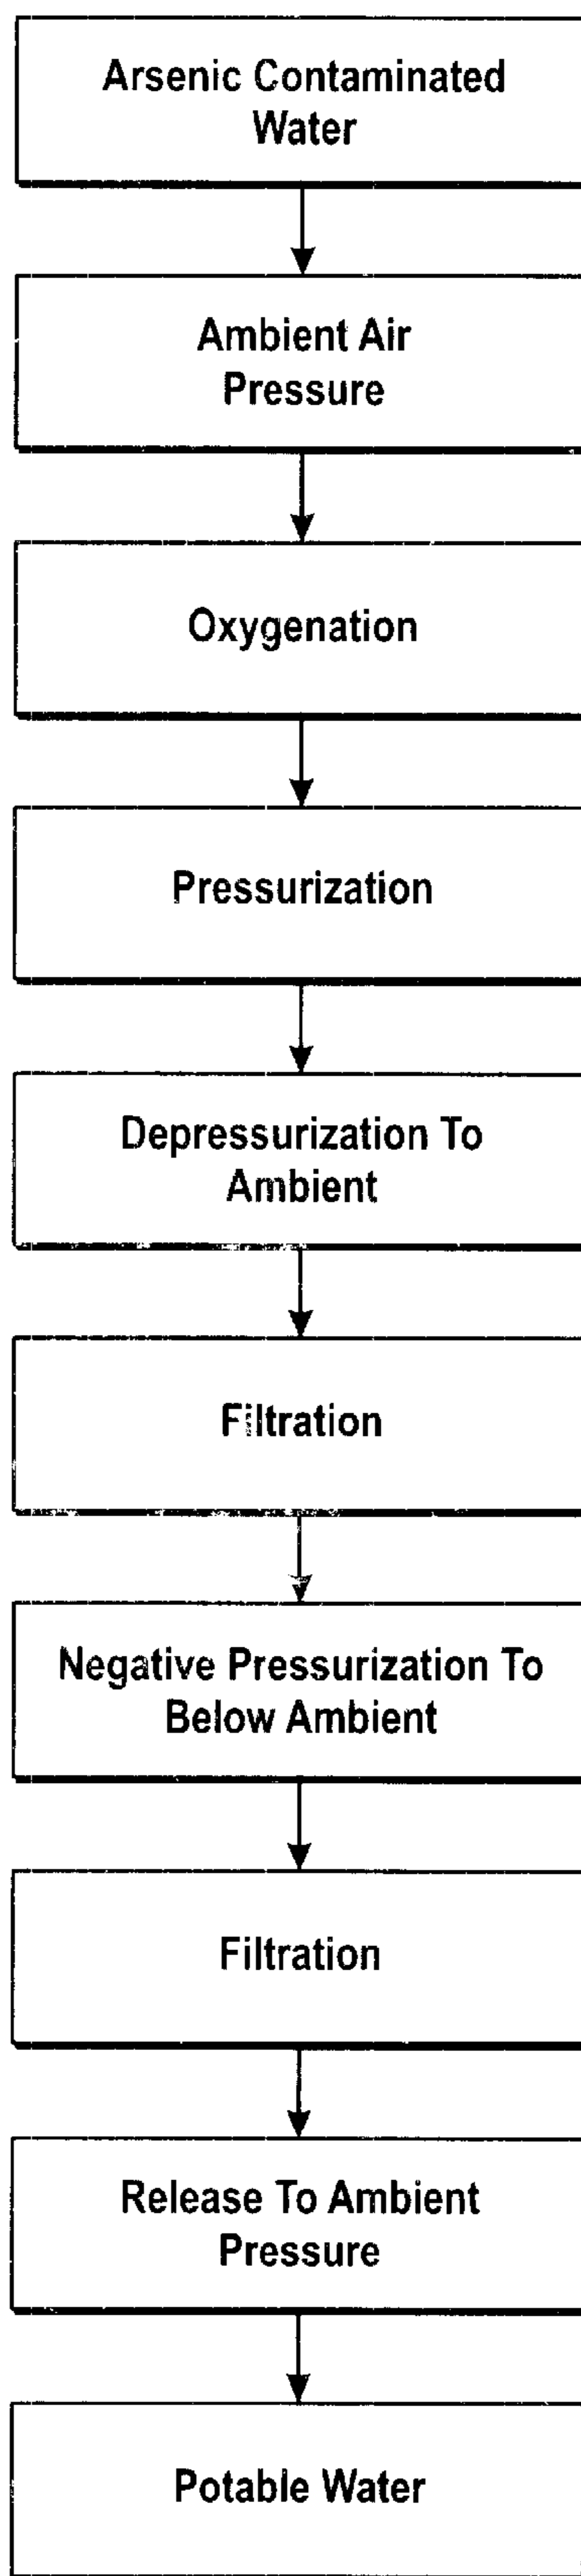 Arsenic Contaminated
Water
Ambient Air
Pressure
Oxygenation
Pressurization
Depressurization To
Ambient
Filtration
Negative Pressurization To
Below Ambient
Filtration
Release To Ambient
Pressure
Potable Water